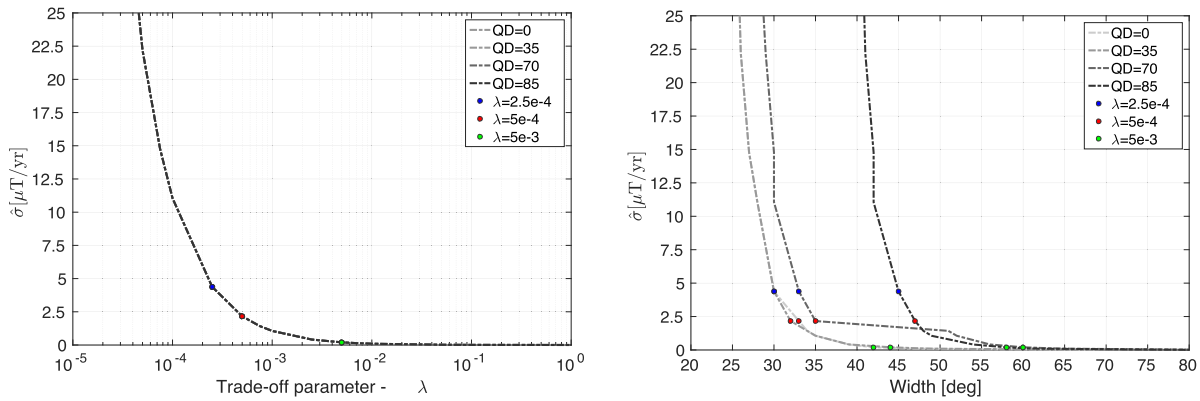 25
22.5
20
17.5
15
12.5
10
7.5
5
2.5
0
σ̂ [μT/yr]
10⁻⁵
10⁻⁴
10⁻³
10⁻²
10⁻¹
10⁰
Trade-off parameter - λ
QD=0
QD=35
QD=70
QD=85
λ=2.5e-4
λ=5e-4
λ=5e-3
25
22.5
20
17.5
15
12.5
10
7.5
5
2.5
0
σ̂ [μT/yr]
20 25 30 35 40 45 50 55 60 65 70 75 80
Width [deg]
QD=0
QD=35
QD=70
QD=85
λ=2.5e-4
λ=5e-4
λ=5e-3